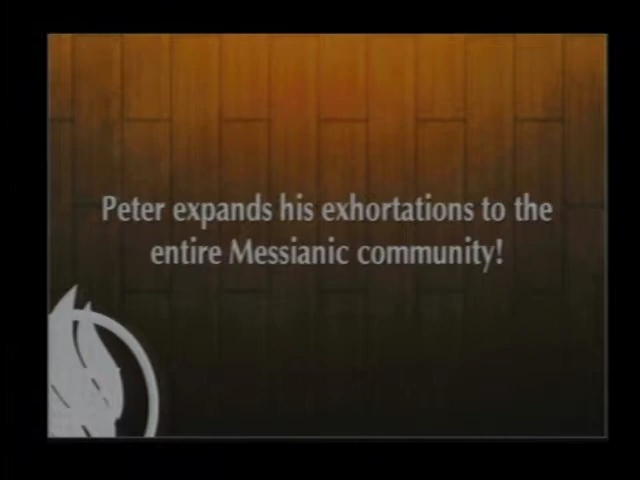 Peter expands his exhortations to the
entire Messianic community!